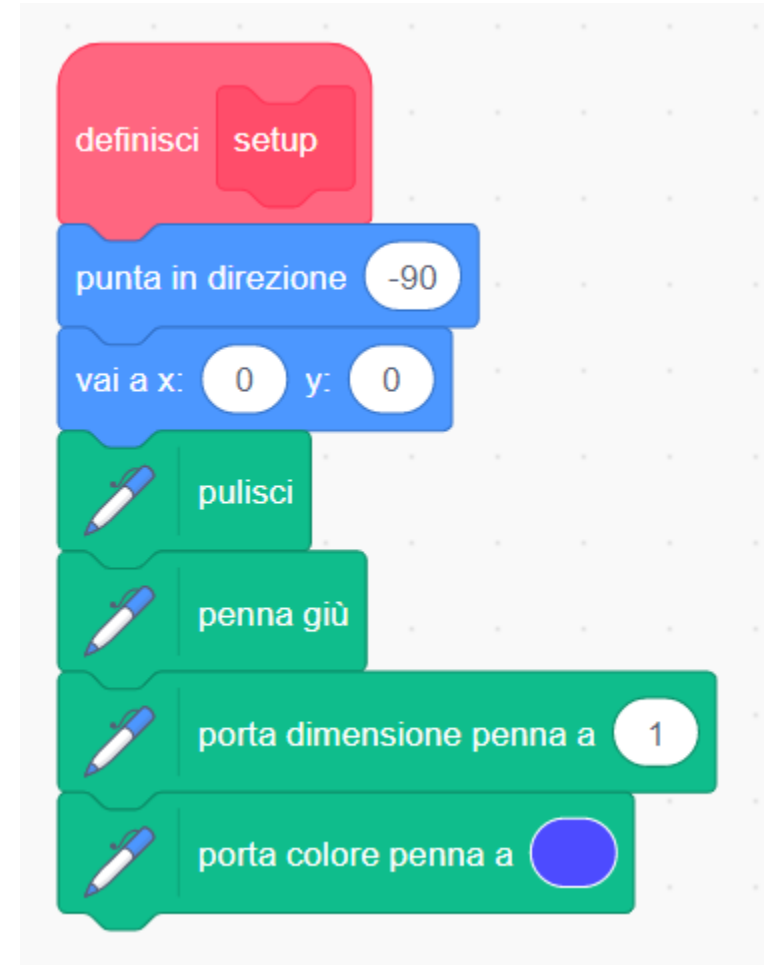 definisci setup
punta in direzione -90
vai a x: 0 y: 0
pulisci
penna giù
porta dimensione penna a 1
porta colore penna a